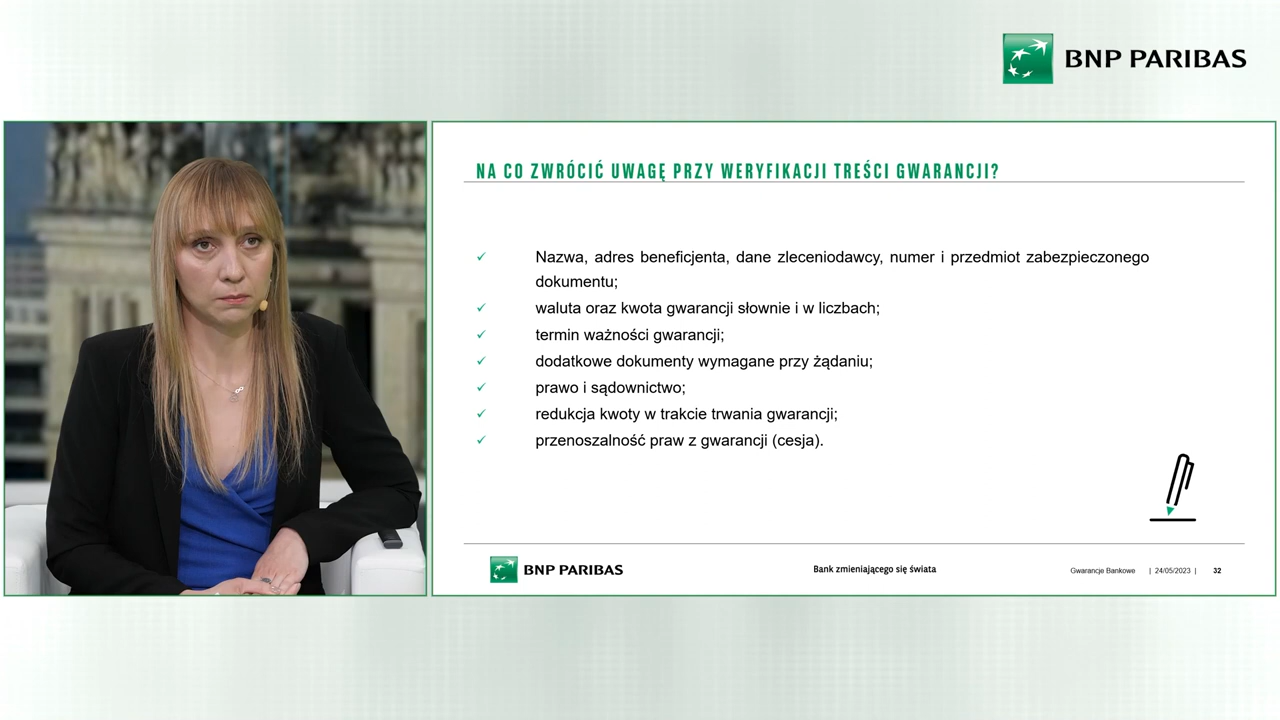 BNP PARIBAS
NA CO ZWRÓCIĆ UWAGĘ PRZY WERYFIKACJI TREŚCI GWARANCJI?
Nazwa, adres beneficjenta, dane zleceniodawcy, numer i przedmiot zabezpieczonego
dokumentu;
waluta oraz kwota gwarancji słownie i w liczbach;
termin ważności gwarancji;
dodatkowe dokumenty wymagane przy żądaniu;
prawo i sądownictwo;
redukcja kwoty w trakcie trwania gwarancji;
przenoszalność praw z gwarancji (cesja).
BNP PARIBAS
Bank zmieniającego się świata
Gwarancje Bankowe | 24/05/2023 | 32